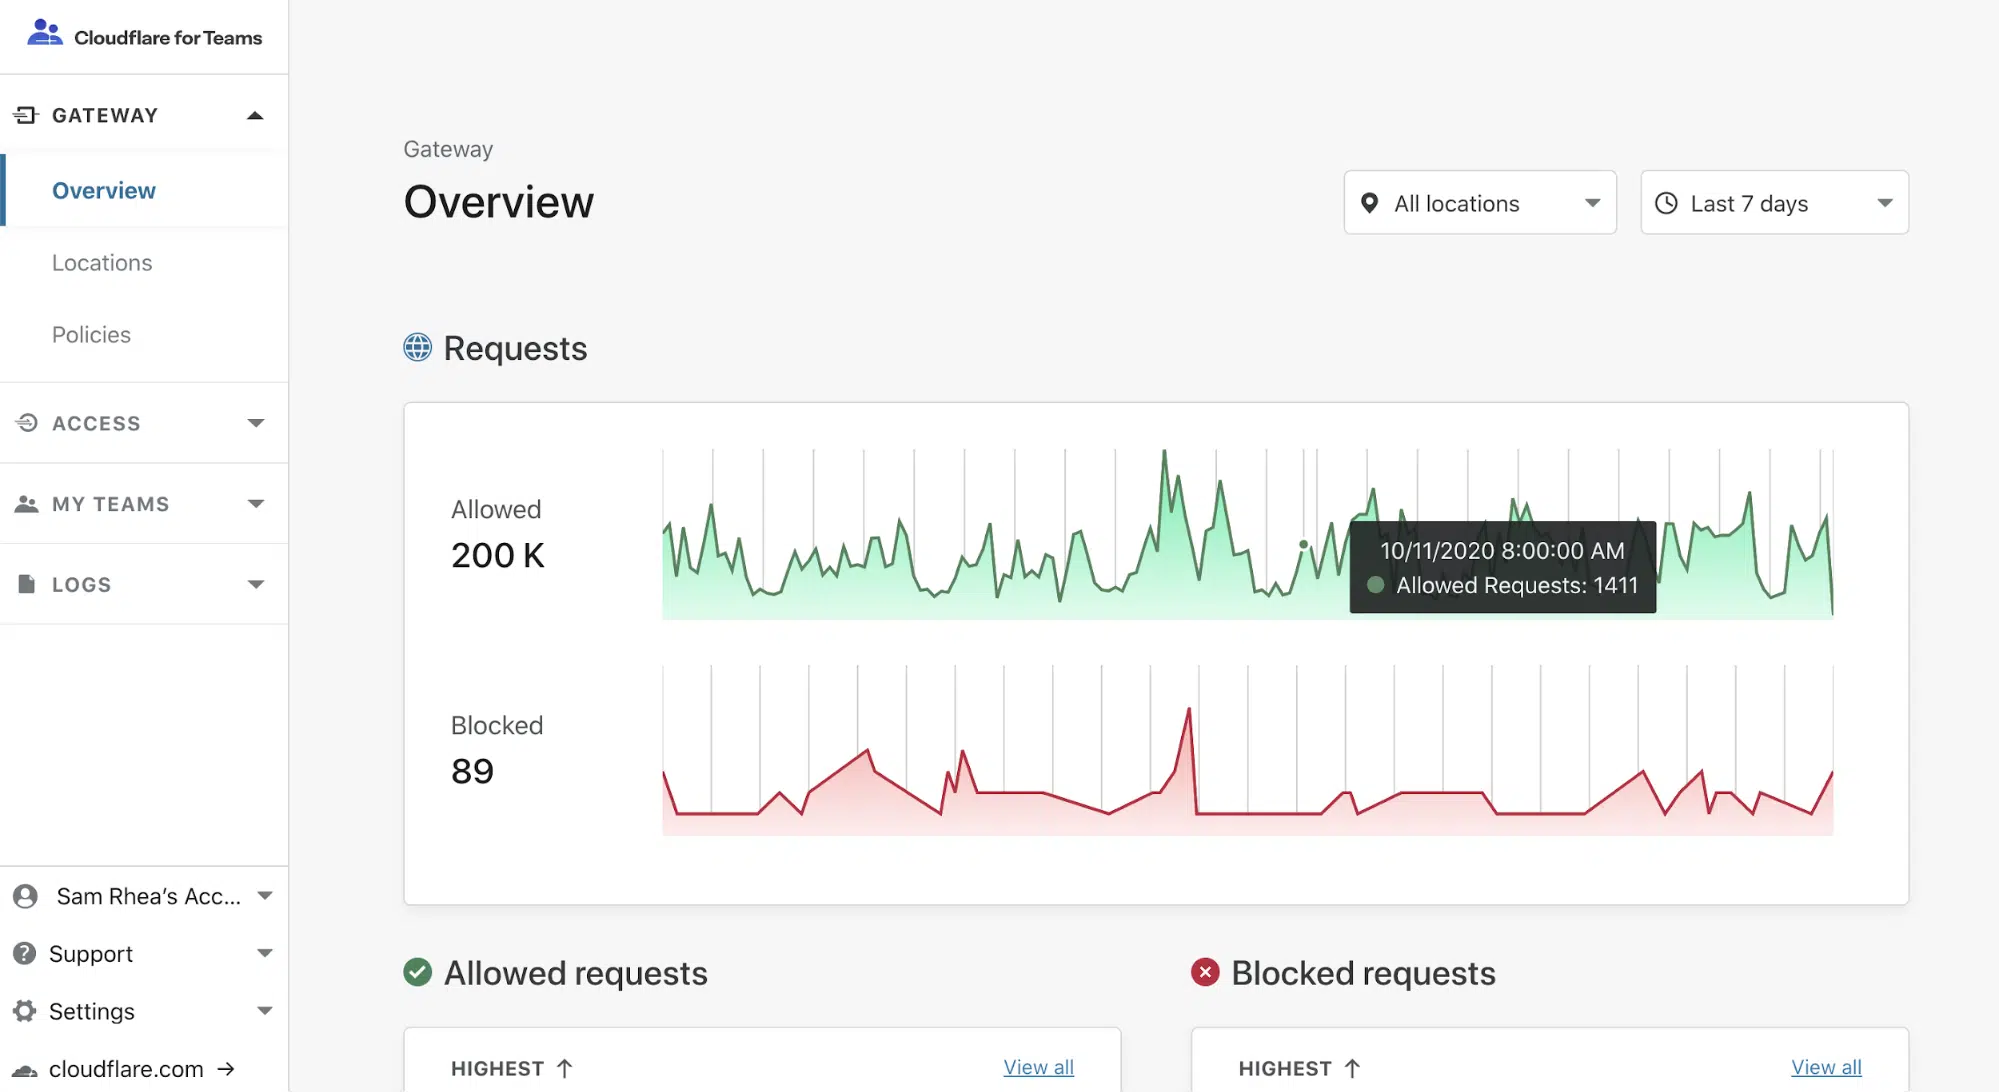 Cloudflare for Teams
GATEWAY
Overview
Locations
Policies
ACCESS
MY TEAMS
LOGS
Sam Rhea’s Acc...
Support
Settings
cloudflare.com →
Gateway
Overview
All locations
Last 7 days
Requests
Allowed
200 K
10/11/2020 8:00:00 AM
Allowed Requests: 1411
Blocked
89
Allowed requests
HIGHEST ↑
View all
Blocked requests
HIGHEST ↑
View all